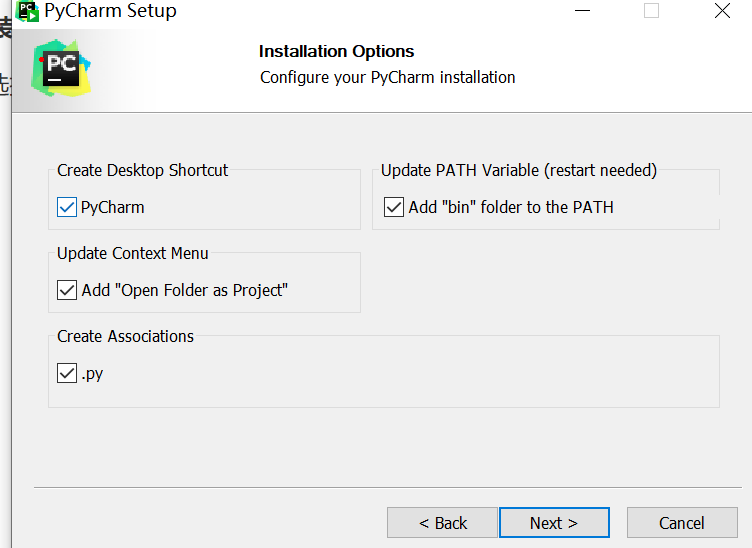 PyCharm Setup
Installation Options
Configure your PyCharm installation
PC
Create Desktop Shortcut
PyCharm
Update PATH Variable (restart needed)
Add "bin" folder to the PATH
Update Context Menu
Add "Open Folder as Project"
Create Associations
.py
< Back
Next >
Cancel